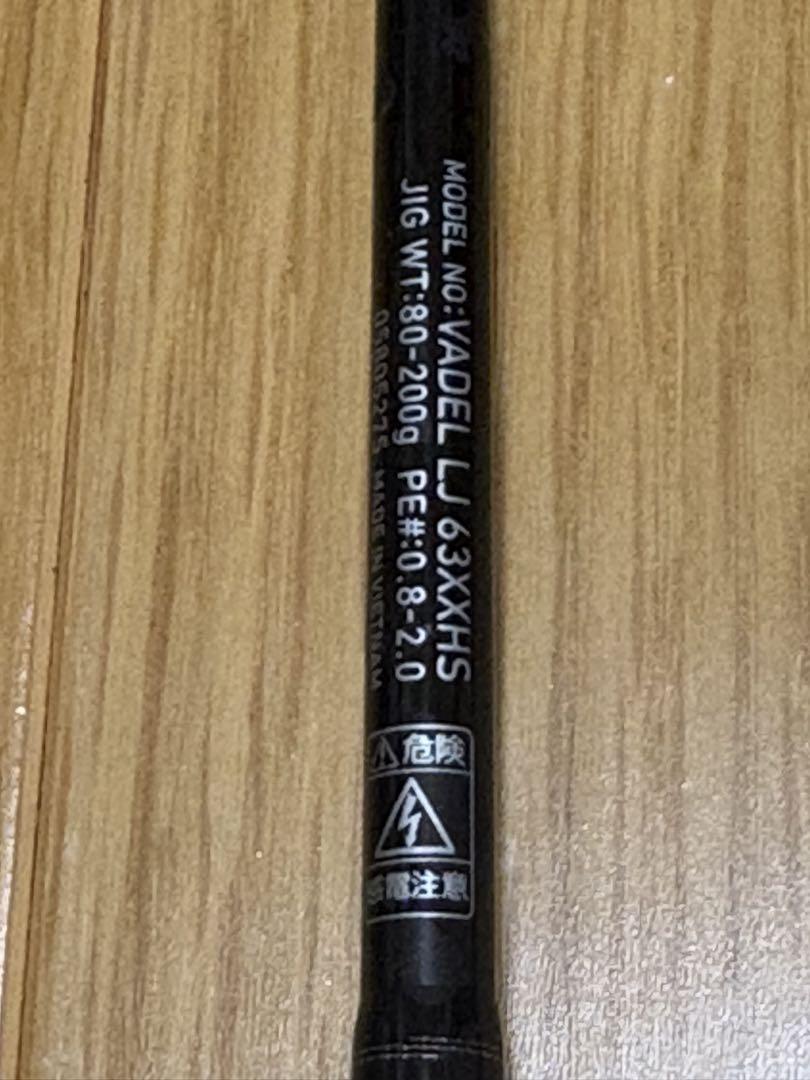 MODEL NO:VADEL LJ 63XXHS
JIG WT:80-200g PE#:0.8-2.0
MADE IN VIETNAM
危険
感電注意